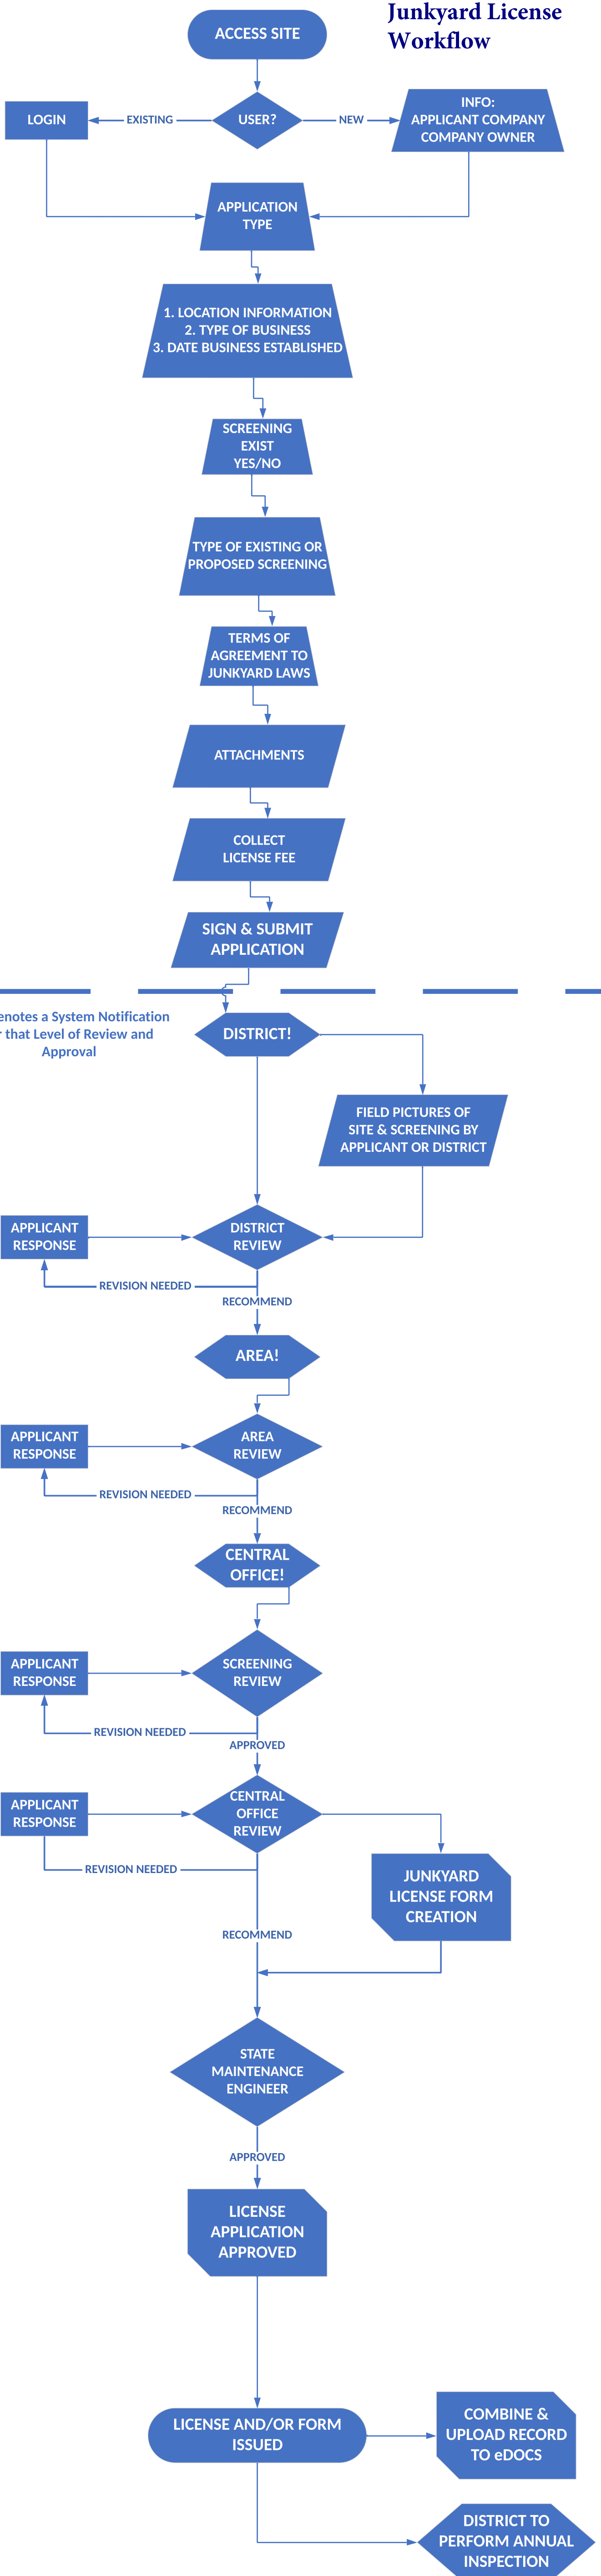 Junkyard License
Workflow
ACCESS SITE
LOGIN
EXISTING
USER?
NEW
INFO:
APPLICANT COMPANY
COMPANY OWNER
APPLICATION
TYPE
1. LOCATION INFORMATION
2. TYPE OF BUSINESS
3. DATE BUSINESS ESTABLISHED
SCREENING
EXIST
YES/NO
TYPE OF EXISTING OR
PROPOSED SCREENING
TERMS OF
AGREEMENT TO
JUNKYARD LAWS
ATTACHMENTS
COLLECT
LICENSE FEE
SIGN & SUBMIT
APPLICATION
a System Notification
that Level of Review and
Approval
DISTRICT!
FIELD PICTURES OF
SITE & SCREENING BY
APPLICANT OR DISTRICT
APPLICANT
RESPONSE
DISTRICT
REVIEW
REVISION NEEDED
RECOMMEND
AREA!
APPLICANT
RESPONSE
AREA
REVIEW
REVISION NEEDED
RECOMMEND
CENTRAL
OFFICE!
APPLICANT
RESPONSE
SCREENING
REVIEW
REVISION NEEDED
APPROVED
APPLICANT
RESPONSE
CENTRAL
OFFICE
REVIEW
REVISION NEEDED
JUNKYARD
LICENSE FORM
CREATION
RECOMMEND
STATE
MAINTENANCE
ENGINEER
APPROVED
LICENSE
APPLICATION
APPROVED
LICENSE AND/OR FORM
ISSUED
COMBINE &
UPLOAD RECORD
TO eDOCS
DISTRICT TO
PERFORM ANNUAL
INSPECTION